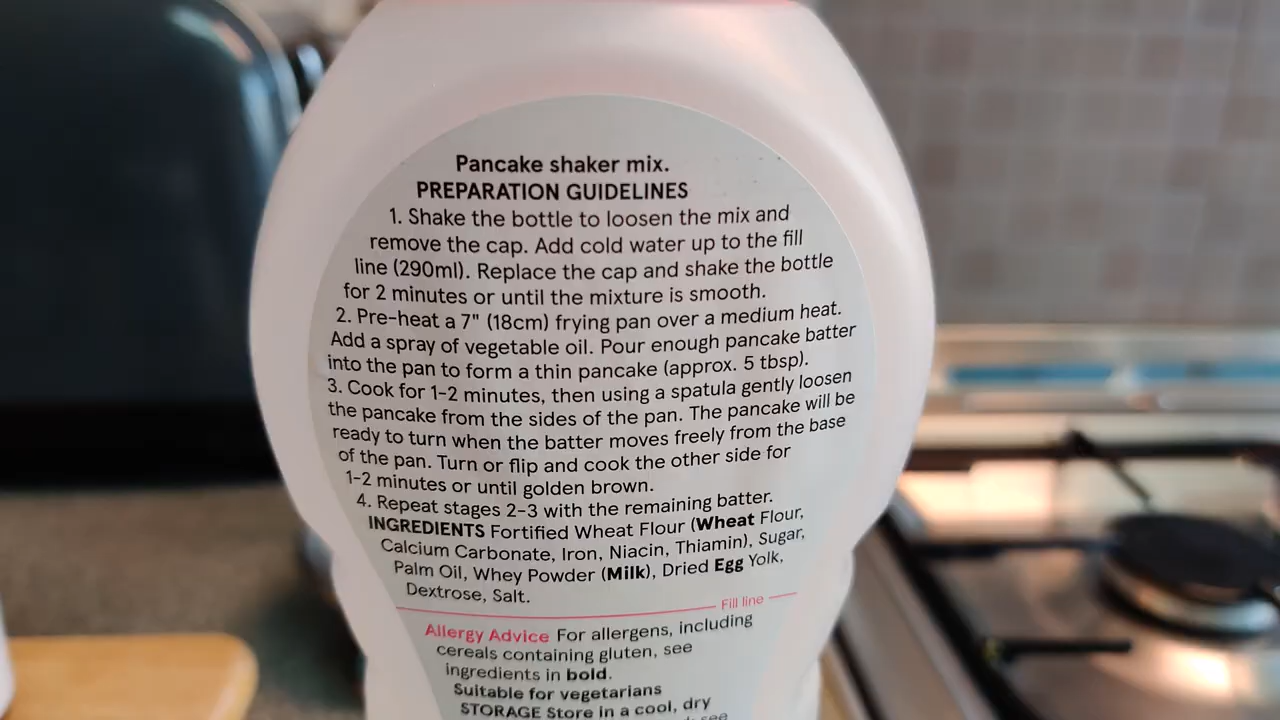 Pancake shaker mix.
PREPARATION GUIDELINES
1. Shake the bottle to loosen the mix and
remove the cap. Add cold water up to the fill
line (290ml). Replace the cap and shake the bottle
for 2 minutes or until the mixture is smooth.
2. Pre-heat a 7" (18cm) frying pan over a medium heat.
Add a spray of vegetable oil. Pour enough pancake batter
into the pan to form a thin pancake (approx. 5 tbsp).
3. Cook for 1-2 minutes, then using a spatula gently loosen
the pancake from the sides of the pan. The pancake will be
ready to turn when the batter moves freely from the base
of the pan. Turn or flip and cook the other side for
1-2 minutes or until golden brown.
4. Repeat stages 2-3 with the remaining batter.
INGREDIENTS Fortified Wheat Flour (Wheat Flour,
Calcium Carbonate, Iron, Niacin, Thiamin), Sugar,
Palm Oil, Whey Powder (Milk), Dried Egg Yolk,
Dextrose, Salt.
Fill line
Allergy Advice For allergens, including
cereals containing gluten, see
ingredients in bold.
Suitable for vegetarians
STORAGE Store in a cool, dry
see